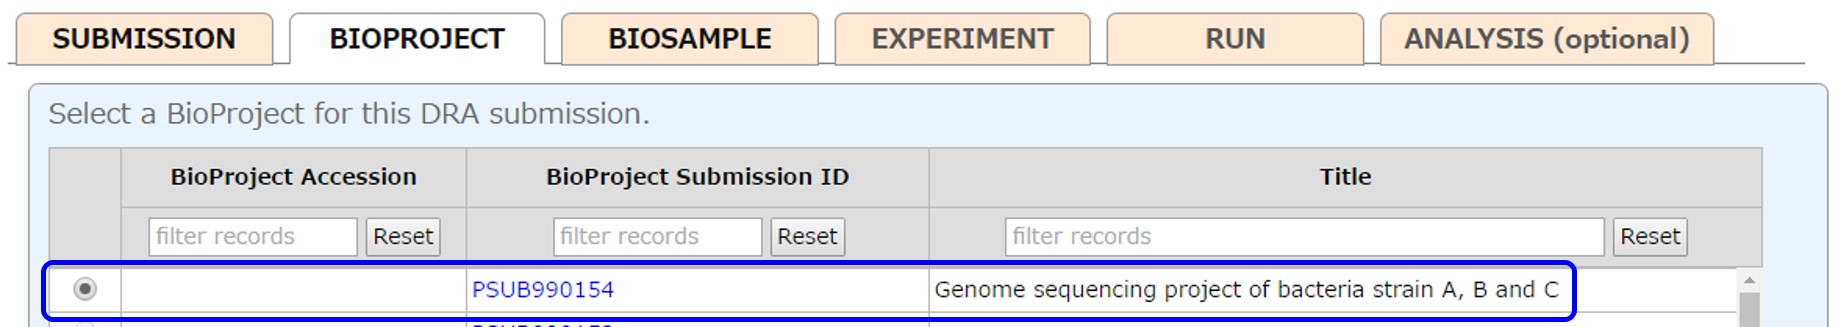 SUBMISSION BIOPROJECT BIOSAMPLE EXPERIMENT RUN ANALYSIS (optional)
Select a BioProject for this DRA submission.
BioProject Accession BioProject Submission ID Title
filter records Reset filter records Reset filter records Reset
PSUB990154 Genome sequencing project of bacteria strain A, B and C